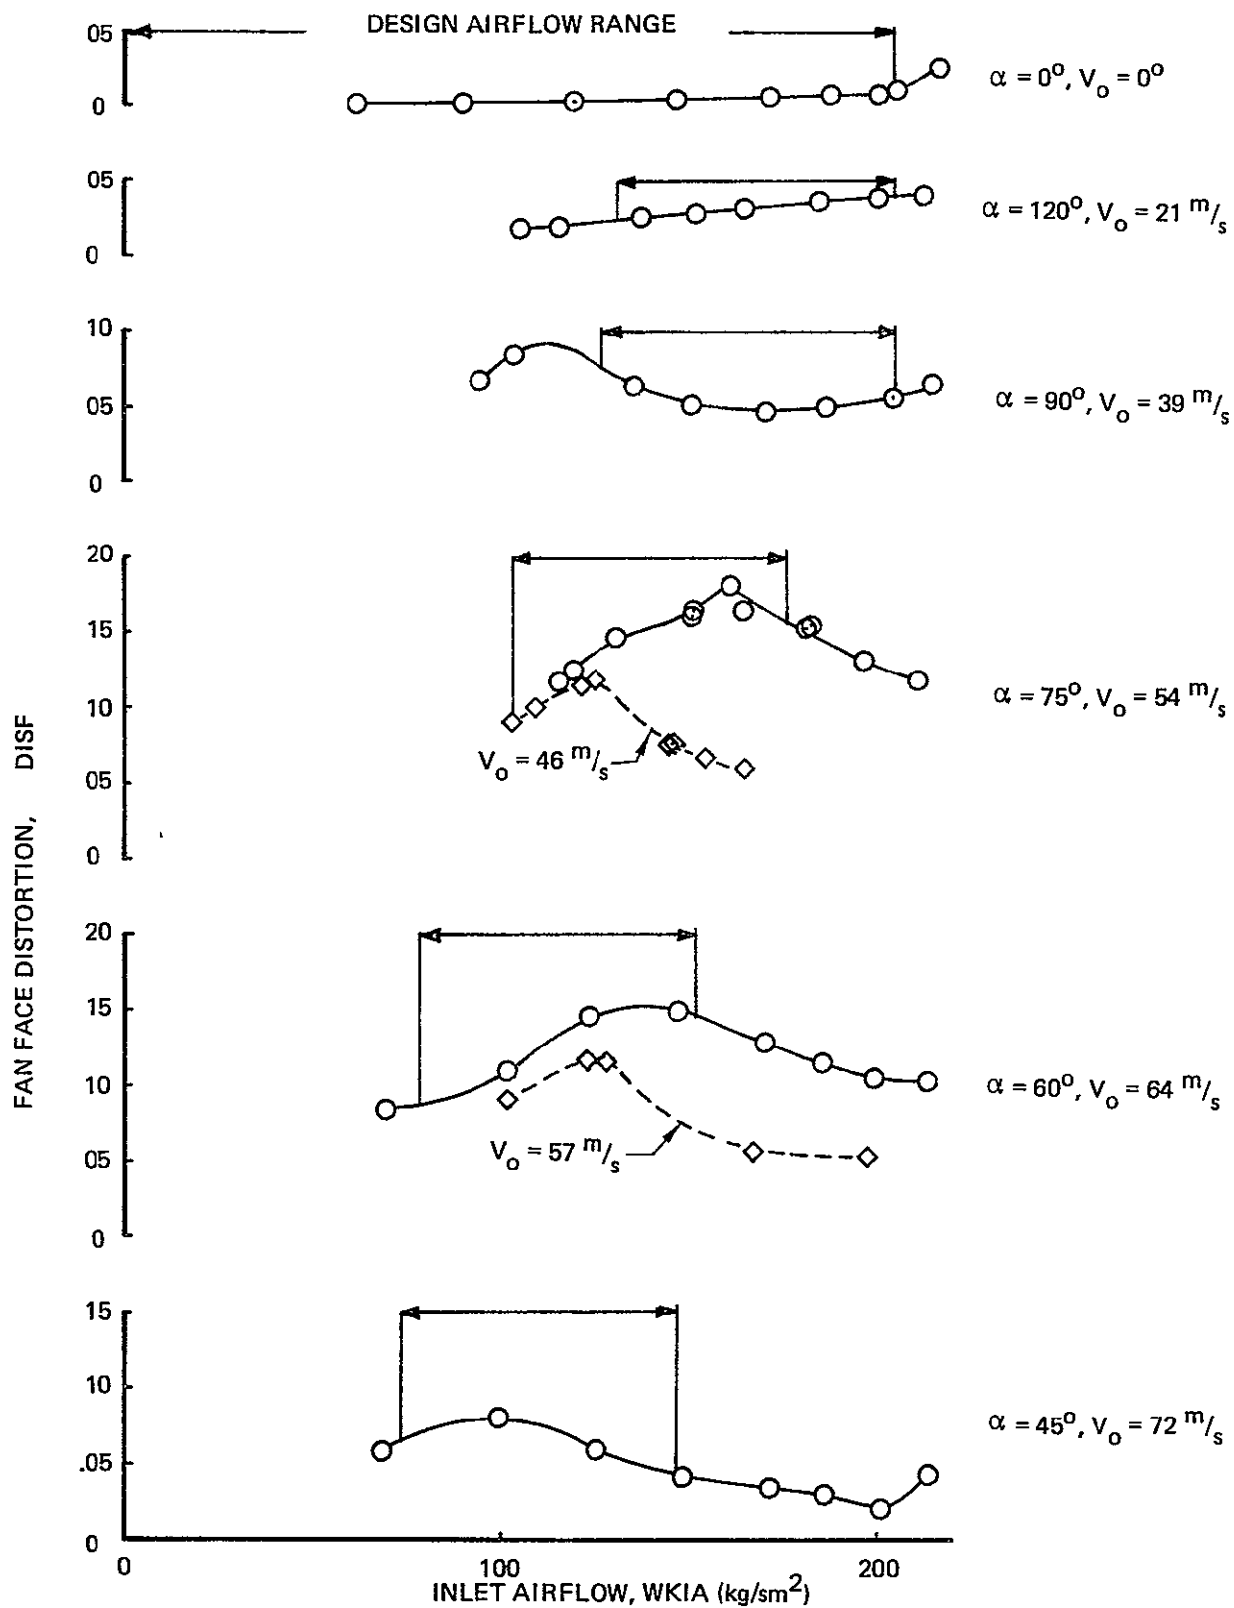 DESIGN AIRFLOW RANGE
05
0
α = 0°, V₀ = 0°
05
0
α = 120°, V₀ = 21 m/s
10
05
0
α = 90°, V₀ = 39 m/s
20
15
10
05
0
V₀ = 46 m/s
α = 75°, V₀ = 54 m/s
FAN FACE DISTORTION, DISF
20
15
10
05
0
V₀ = 57 m/s
α = 60°, V₀ = 64 m/s
15
10
.05
0
α = 45°, V₀ = 72 m/s
0
100
200
INLET AIRFLOW, WKIA (kg/sm²)